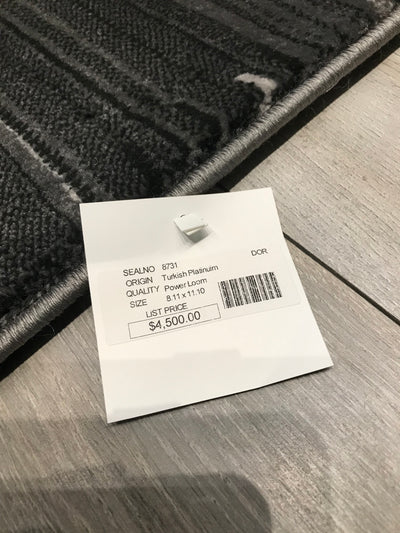 SEALNO 8731 DOR
ORIGIN Turkish Platinum
QUALITY Power Loom
SIZE 8.11 x 11.10
LIST PRICE
$4,500.00